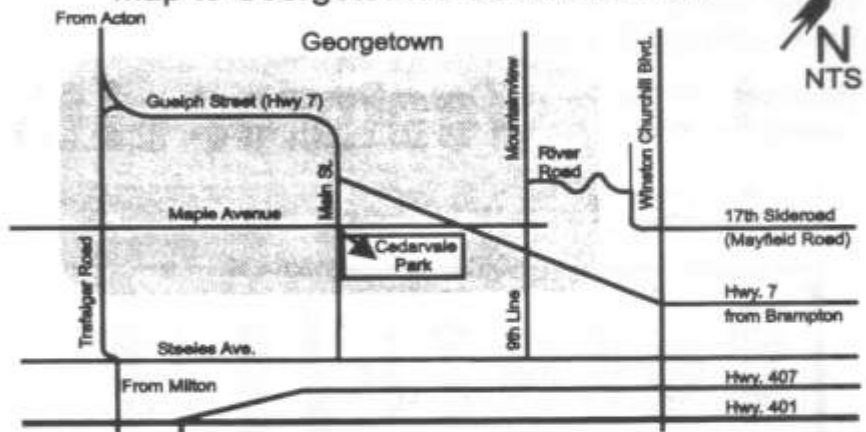 From Acton
Georgetown
N
NTS
Guelph Street (Hwy 7)
Mountainview
Winston Churchill Blvd.
River
Road
Main St.
Maple Avenue
17th Sideroad
(Mayfield Road)
Cedarvale
Park
Trafalgar Road
9th Line
Hwy. 7
from Brampton
Steeles Ave.
From Milton
Hwy. 407
Hwy. 401